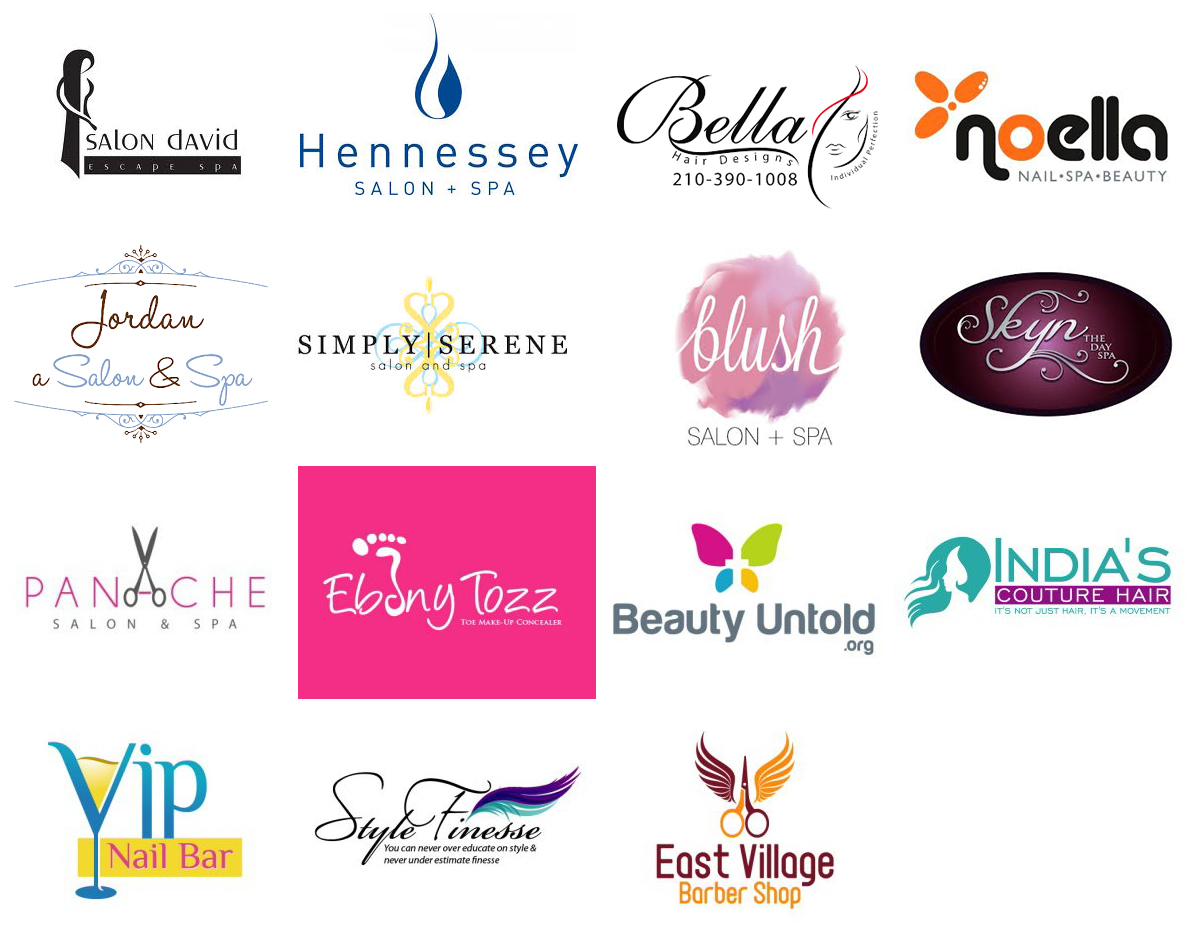 SALON DAVID
ESCAPE SPA
Hennessey
SALON + SPA
Bella
Hair Designs
Individual Perfection
210-390-1008
noella
NAIL•SPA•BEAUTY
Jordan
a Salon & Spa
SIMPLY|SERENE
salon and spa
blush
SALON + SPA
Skyn
THE
DAY
SPA
PANACHE
SALON & SPA
Ebony Tozz
TOE MAKE-UP CONCEALER
Beauty Untold
.org
INDIA'S
COUTURE HAIR
IT'S NOT JUST HAIR, IT'S A MOVEMENT
Vip
Nail Bar
Style Finesse
You can never over educate on style &
never under estimate finesse
East Village
Barber Shop